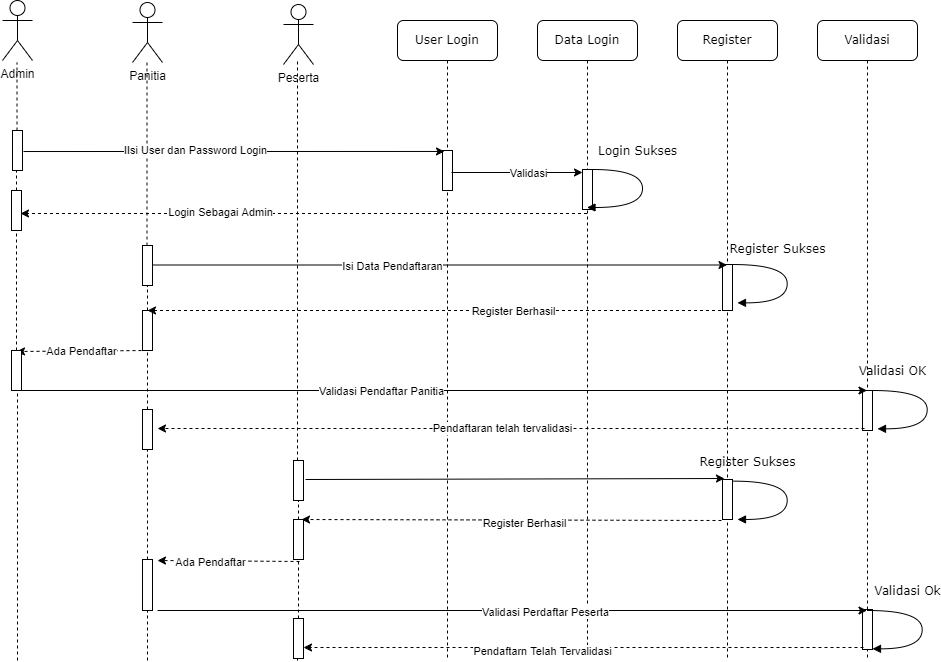 Admin
Panitia
Peserta
User Login
Data Login
Register
Validasi
IIsi User dan Password Login
Login Sukses
Validasi
Login Sebagai Admin
Register Sukses
Isi Data Pendaftaran
Register Berhasil
Ada Pendaftar
Validasi OK
Validasi Pendaftar Panitia
Pendaftaran telah tervalidasi
Register Sukses
Register Berhasil
Ada Pendaftar
Validasi Ok
Validasi Perdaftar Peserta
Pendaftarn Telah Tervalidasi